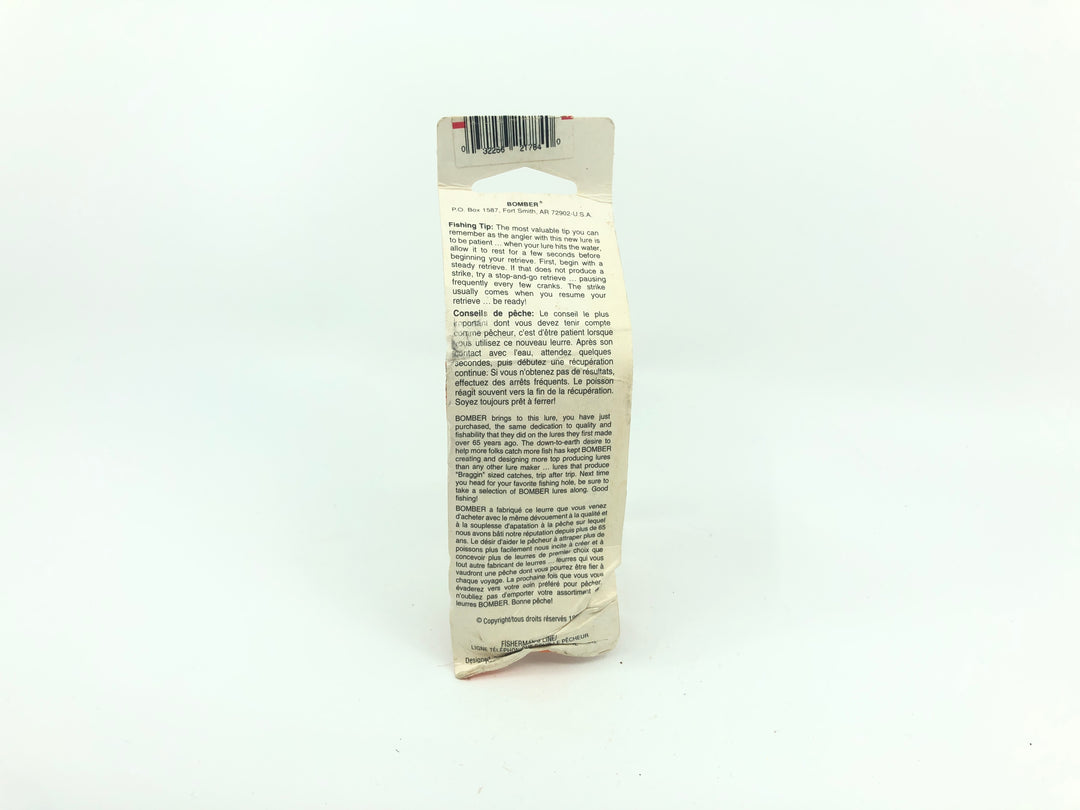 0 32256 21784 0
BOMBER®
P.O. Box 1587, Fort Smith, AR 72902-U.S.A.
Fishing Tip: The most valuable tip you can
remember as the angler with this new lure is
to be patient ... when your lure hits the water,
allow it to rest for a few seconds before
beginning your retrieve. First, begin with a
steady retrieve. If that does not produce a
strike, try a stop-and-go retrieve ... pausing
frequently every few cranks. The strike
usually comes when you resume your
retrieve ... be ready!
Conseils de pêche: Le conseil le plus
important dont vous devez tenir compte
comme pêcheur, c'est d'être patient lorsque
vous utilisez ce nouveau leurre. Après son
contact avec l'eau, attendez quelques
secondes, puis débutez une récupération
continue: Si vous n'obtenez pas de résultats,
effectuez des arrêts fréquents. Le poisson
réagit souvent vers la fin de la récupération.
Soyez toujours prêt à ferrer!
BOMBER brings to this lure, you have just
purchased, the same dedication to quality and
fishability that they did on the lures they first made
over 65 years ago. The down-to-earth desire to
help more folks catch more fish has kept BOMBER
creating and designing more top producing lures
than any other lure maker ... lures that produce
"Braggin" sized catches, trip after trip. Next time
you head for your favorite fishing hole, be sure to
take a selection of BOMBER lures along. Good
fishing!
BOMBER a fabriqué ce leurre que vous venez
d'acheter avec le même dévouement à la qualité et
à la souplesse d'apatation à la pêche sur lequel
nous avons bâti notre réputation depuis plus de 65
ans. Le désir d'aider le pêcheur à attraper plus de
poissons plus facilement nous incite à créer et à
concevoir plus de leurres de premier choix que
tout autre fabricant de leurres ... leurres qui vous
vaudront une pêche dont vous pourrez être fier à
chaque voyage. La prochaine fois que vous vous
évaderez vers votre coin préféré pour pêcher,
n'oubliez pas d'emporter votre assortiment
leurres BOMBER. Bonne pêche!
© Copyright/tous droits réservés
FISHERMAN'S LINE/
LIGNE PÊCHEUR